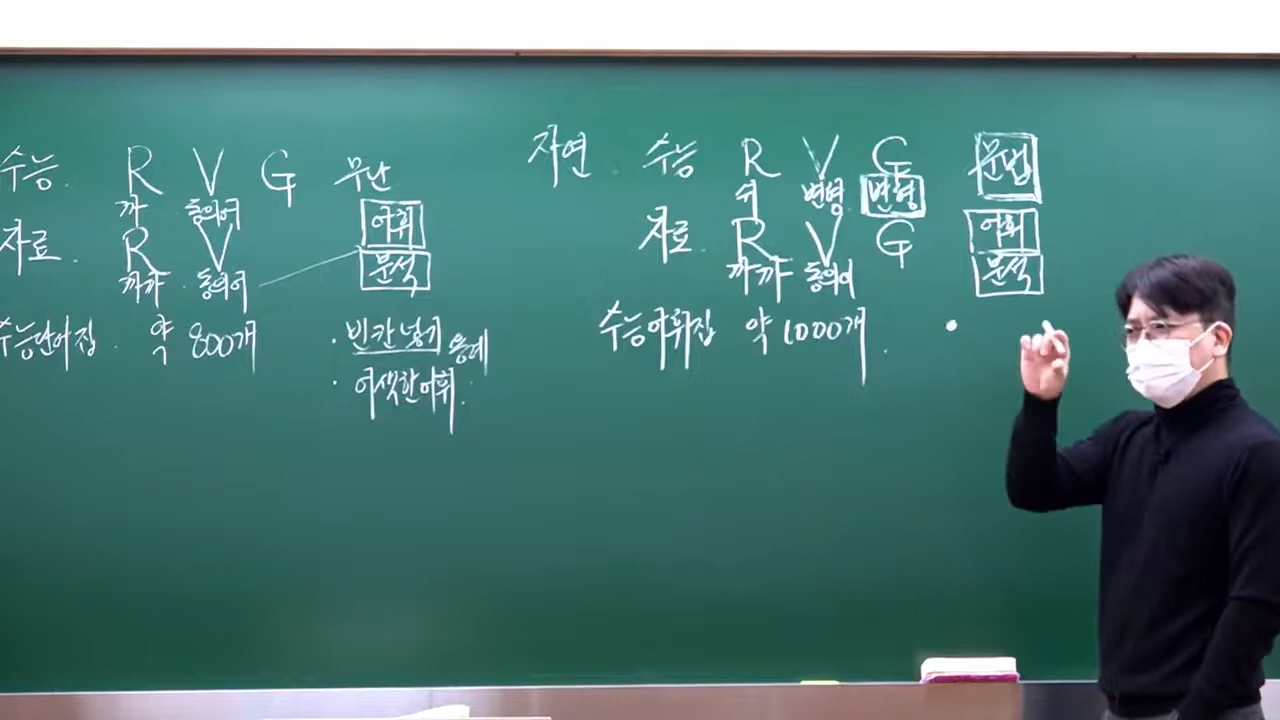 수능. R V G 무난
까 동의어 어휘
자료. R V 분석
까까 동의어
수능단어집. 약 800개
· 빈칸넣기 용례
· 어색한어휘.
자연. 수능 R V G 문법
쉬 변형 변형
자료. R V G 어휘
까까 동의어 분석
수능어휘집 약 1000개.